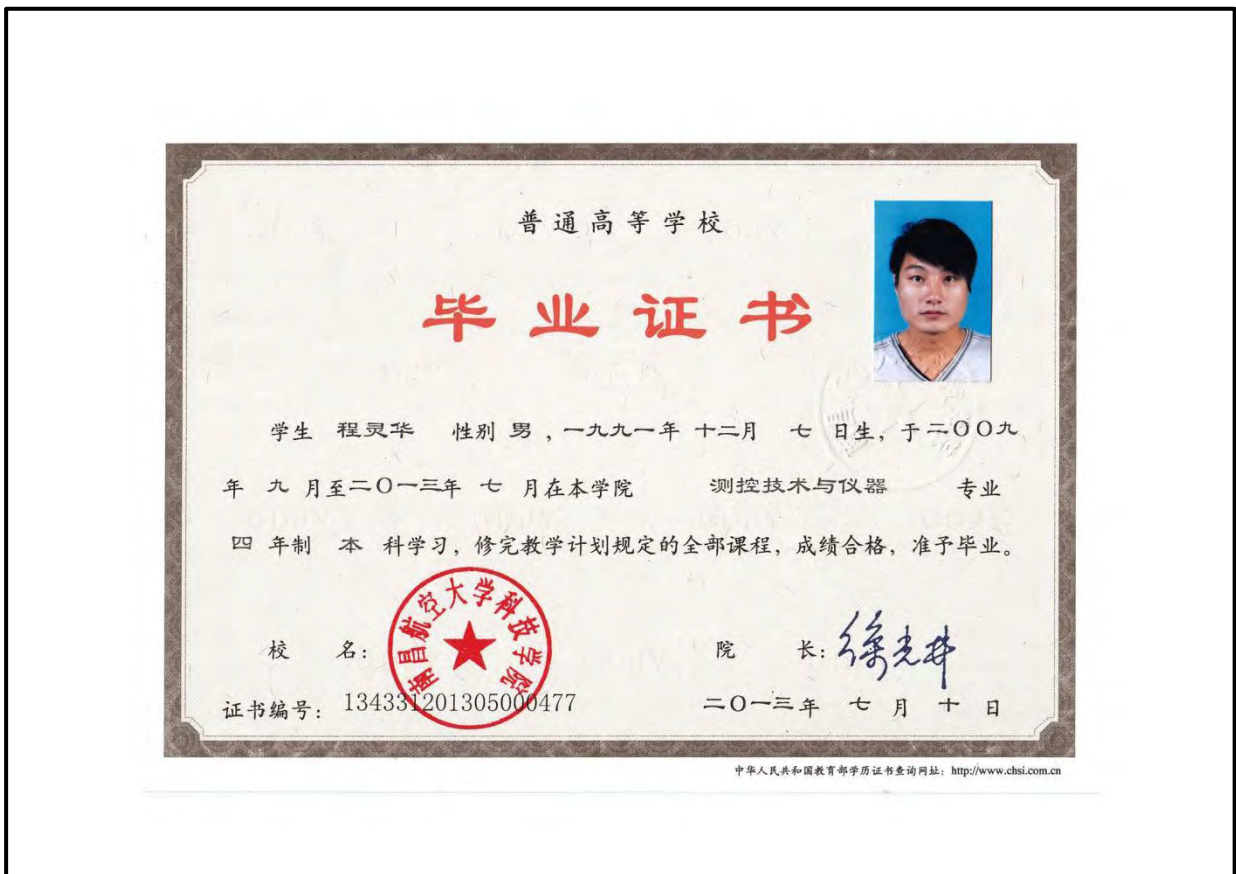 普通高等学校
毕业证书
学生 程灵华 性别 男 , 一九九一年 十二月 七 日生, 于二〇〇九
年 九 月至二〇一三年 七 月在本学院 测控技术与仪器 专业
四 年制 本 科学习, 修完教学计划规定的全部课程, 成绩合格, 准予毕业。
南昌航空大学科技学院
校 名: 院 长:
证书编号: 134331201305000477 二〇一三年 七 月 十 日
中华人民共和国教育部学历证书查询网址: http://www.chsi.com.cn